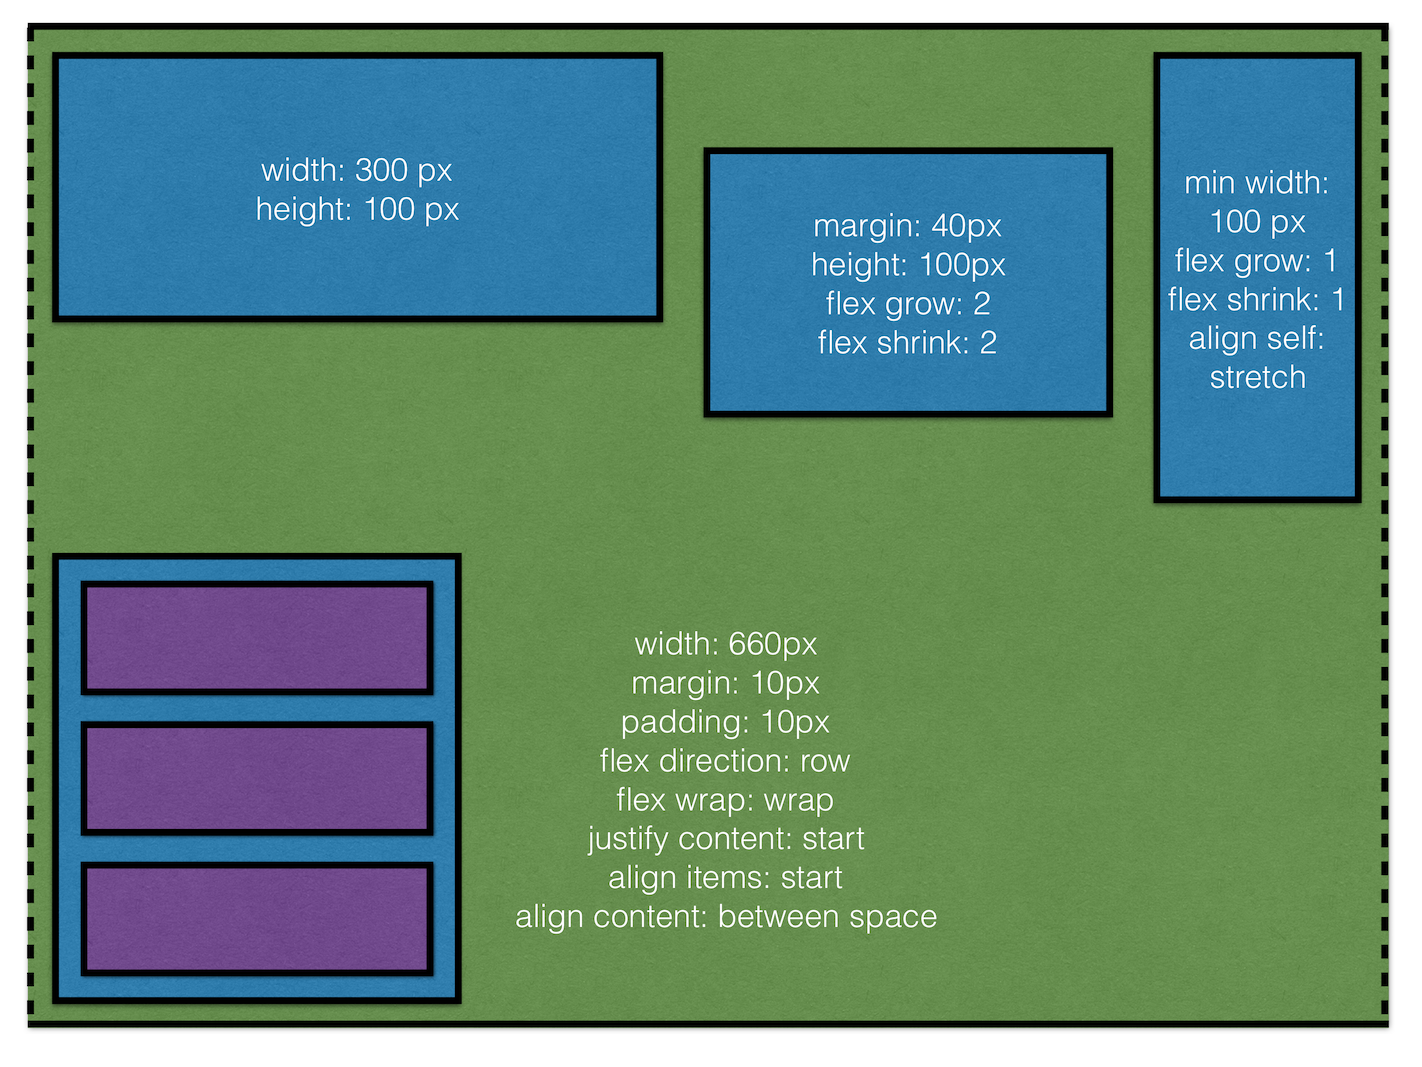 width: 300 px
height: 100 px
margin: 40px
height: 100px
flex grow: 2
flex shrink: 2
min width:
100 px
flex grow: 1
flex shrink: 1
align self:
stretch
width: 660px
margin: 10px
padding: 10px
flex direction: row
flex wrap: wrap
justify content: start
align items: start
align content: between space